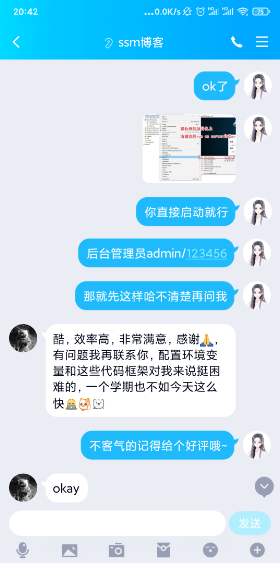 20:42
...0.0K/s
ssm博客
ok了
你直接启动就行
后台管理员admin/123456
那就先这样哈不清楚再问我
酷，效率高，非常满意，感谢🙏，
有问题我再联系你，配置环境变
量和这些代码框架对我来说挺困
难的，一个学期也不如今天这么
快
不客气的记得给个好评哦~
okay
发送